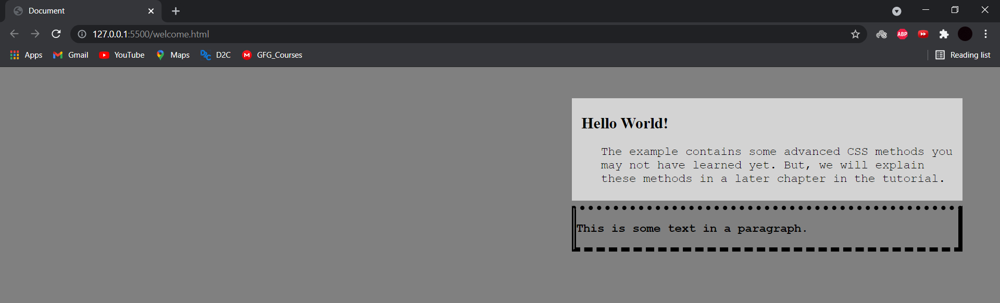 Document
127.0.0.1:5500/welcome.html
ABP
Apps Gmail YouTube Maps D2C GFG_Courses Reading list
Hello World!
The example contains some advanced CSS methods you
may not have learned yet. But, we will explain
these methods in a later chapter in the tutorial.
This is some text in a paragraph.